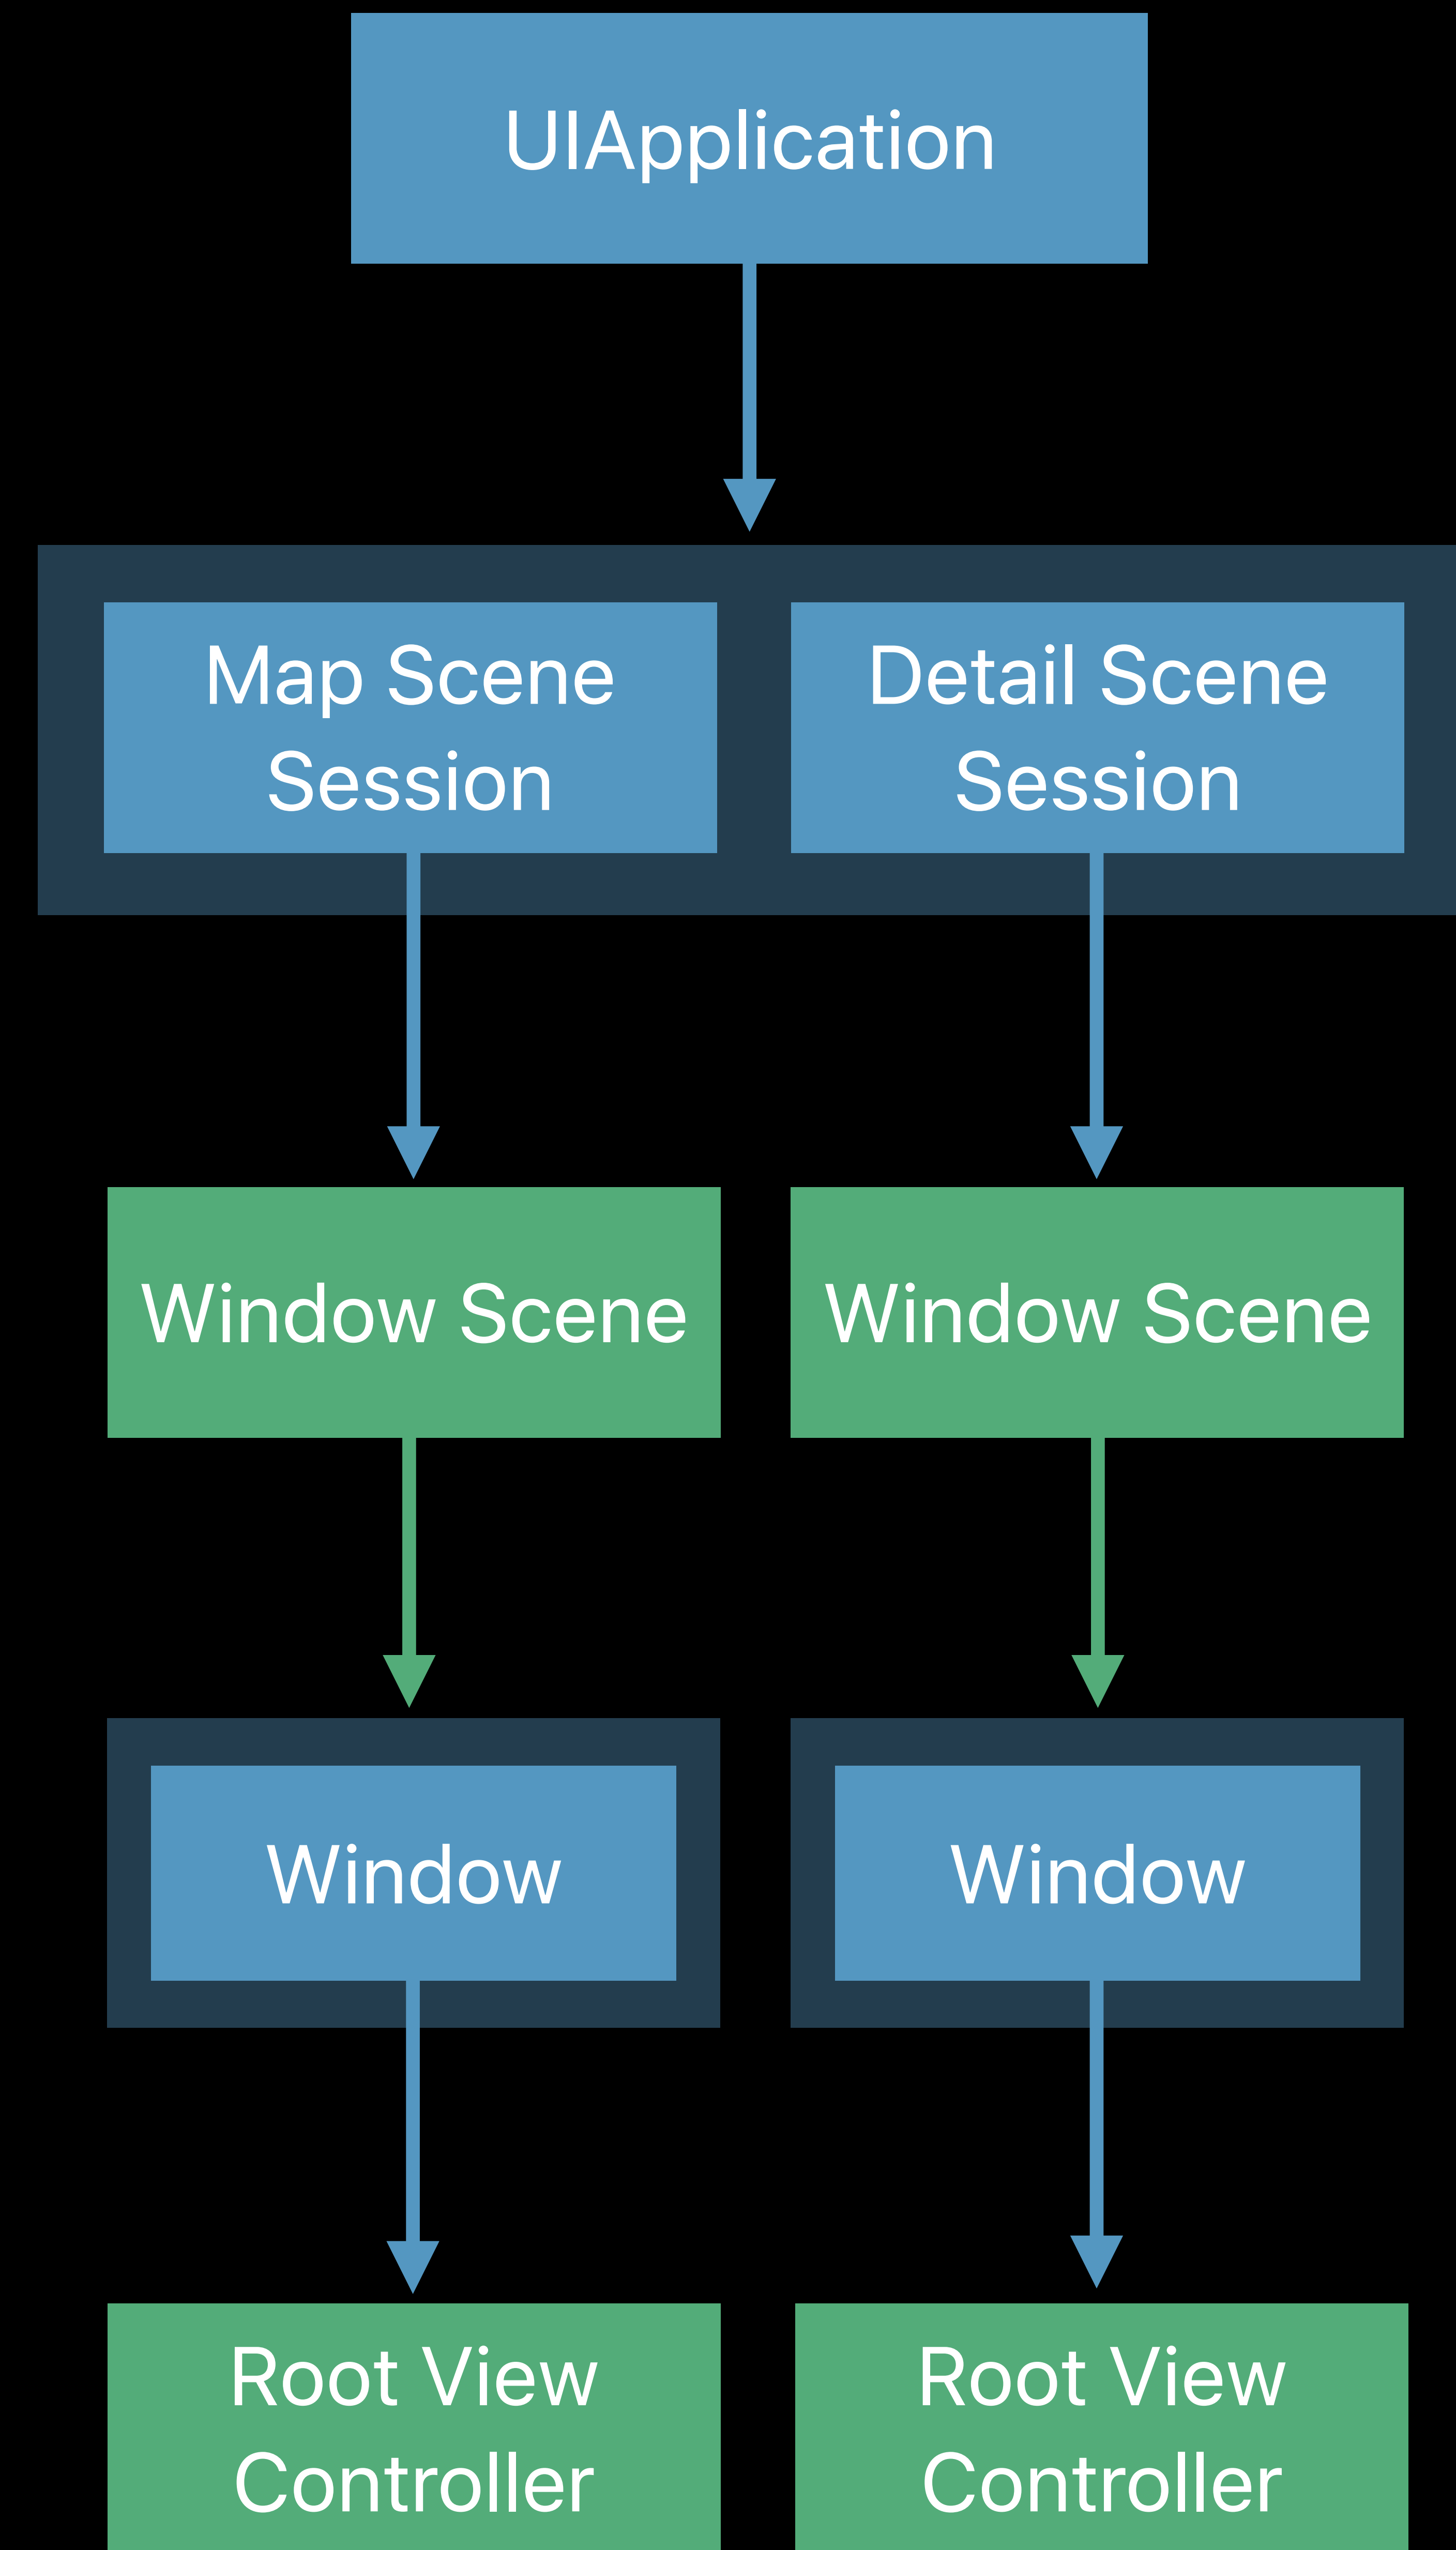 UIApplication
Map Scene
Session
Detail Scene
Session
Window Scene
Window Scene
Window
Window
Root View
Controller
Root View
Controller